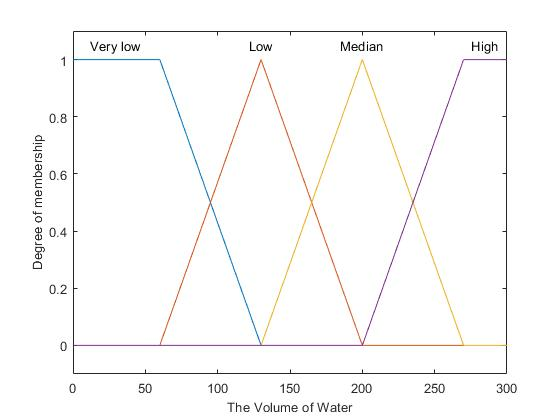 Very low Low Median High
1
0.8
0.6
0.4
0.2
0
Degree of membership
0 50 100 150 200 250 300
The Volume of Water